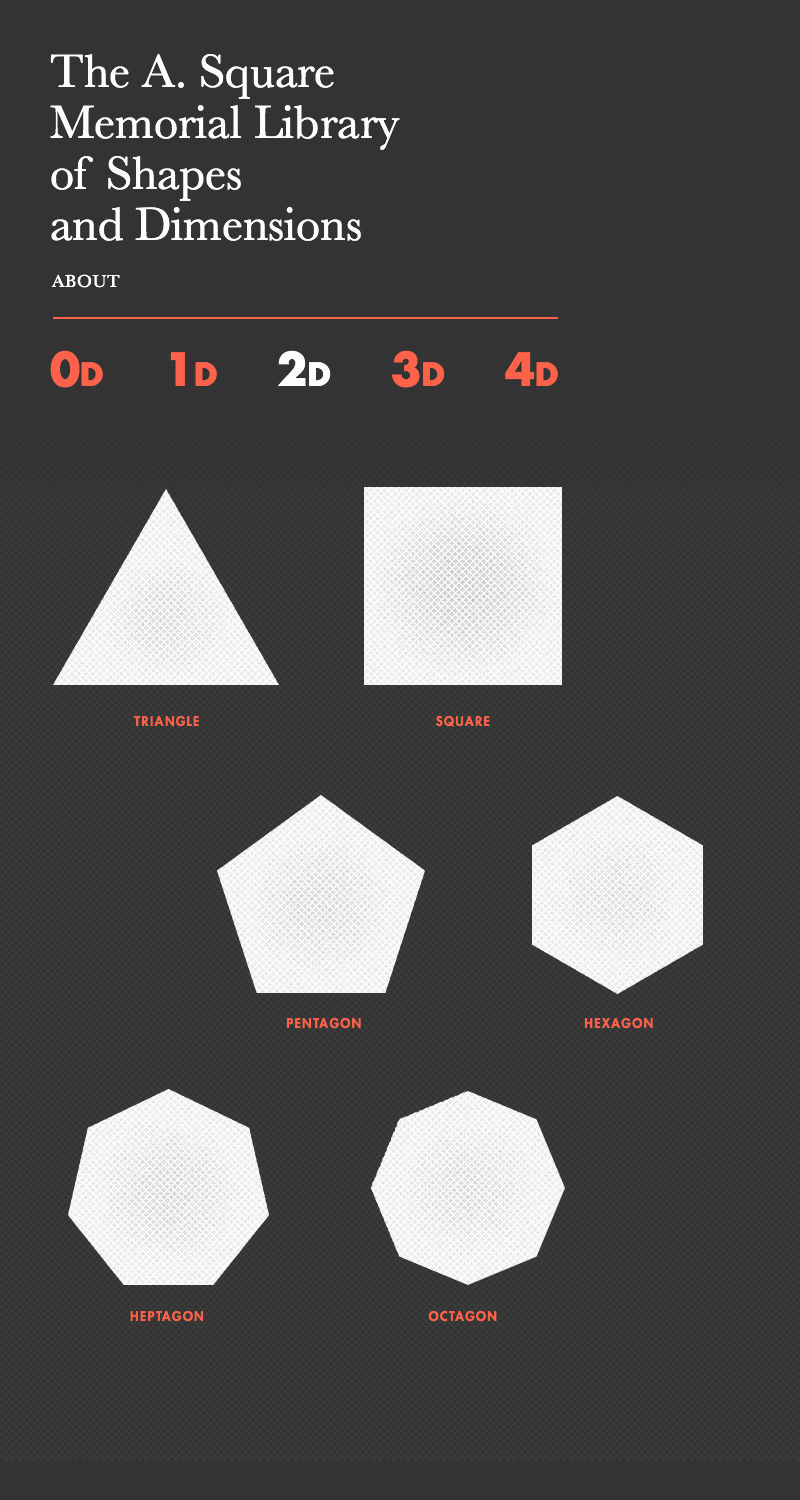 The A. Square
Memorial Library
of Shapes
and Dimensions
ABOUT
0D 1D 2D 3D 4D
TRIANGLE SQUARE
PENTAGON HEXAGON
HEPTAGON OCTAGON